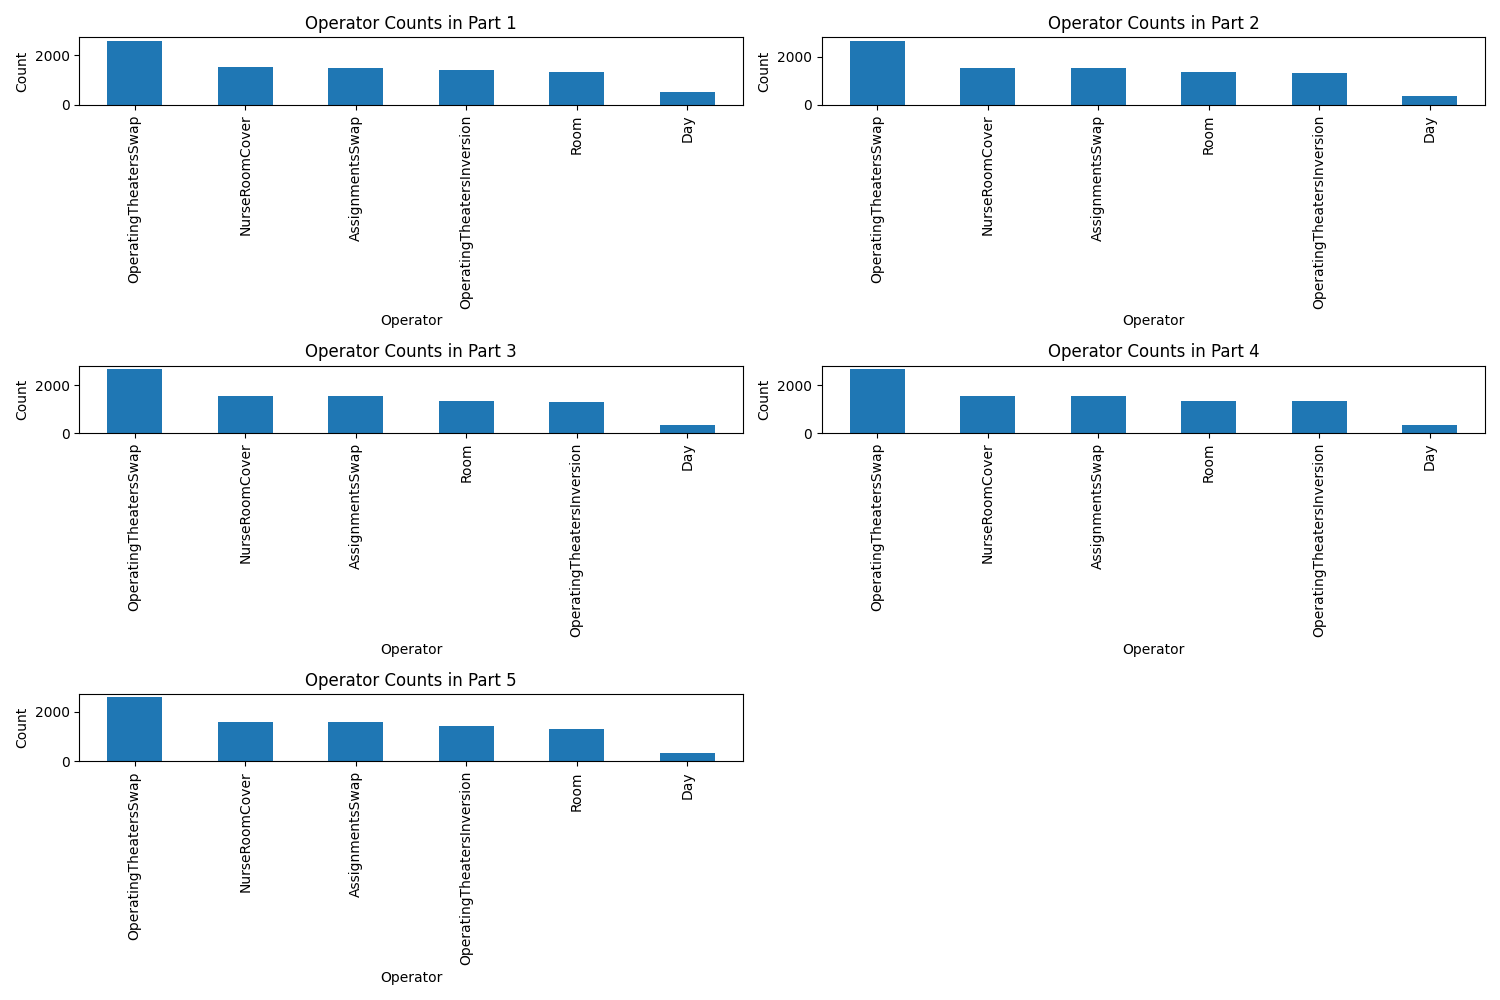 Operator Counts in Part 1
Count
2000
0
OperatingTheatersSwap
NurseRoomCover
AssignmentsSwap
OperatingTheatersInversion
Room
Day
Operator
Operator Counts in Part 2
Count
2000
0
OperatingTheatersSwap
NurseRoomCover
AssignmentsSwap
Room
OperatingTheatersInversion
Day
Operator
Operator Counts in Part 3
Count
2000
0
OperatingTheatersSwap
NurseRoomCover
AssignmentsSwap
Room
OperatingTheatersInversion
Day
Operator
Operator Counts in Part 4
Count
2000
0
OperatingTheatersSwap
NurseRoomCover
AssignmentsSwap
Room
OperatingTheatersInversion
Day
Operator
Operator Counts in Part 5
Count
2000
0
OperatingTheatersSwap
NurseRoomCover
AssignmentsSwap
OperatingTheatersInversion
Room
Day
Operator